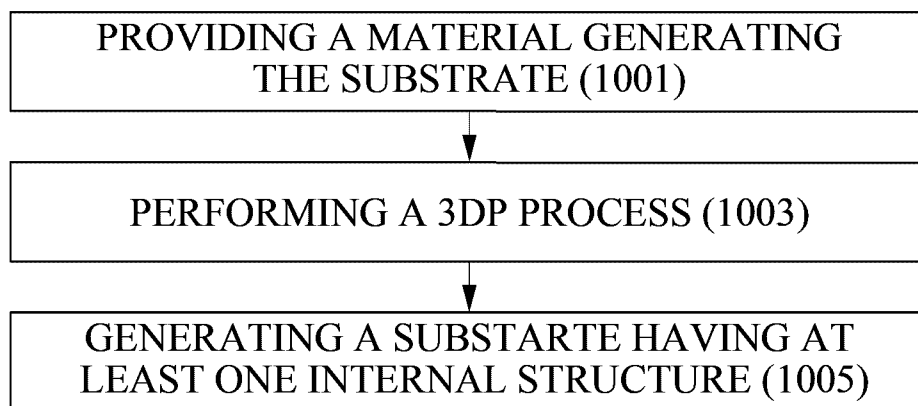 PROVIDING A MATERIAL GENERATING
THE SUBSTRATE (1001)
PERFORMING A 3DP PROCESS (1003)
GENERATING A SUBSTARTE HAVING AT
LEAST ONE INTERNAL STRUCTURE (1005)